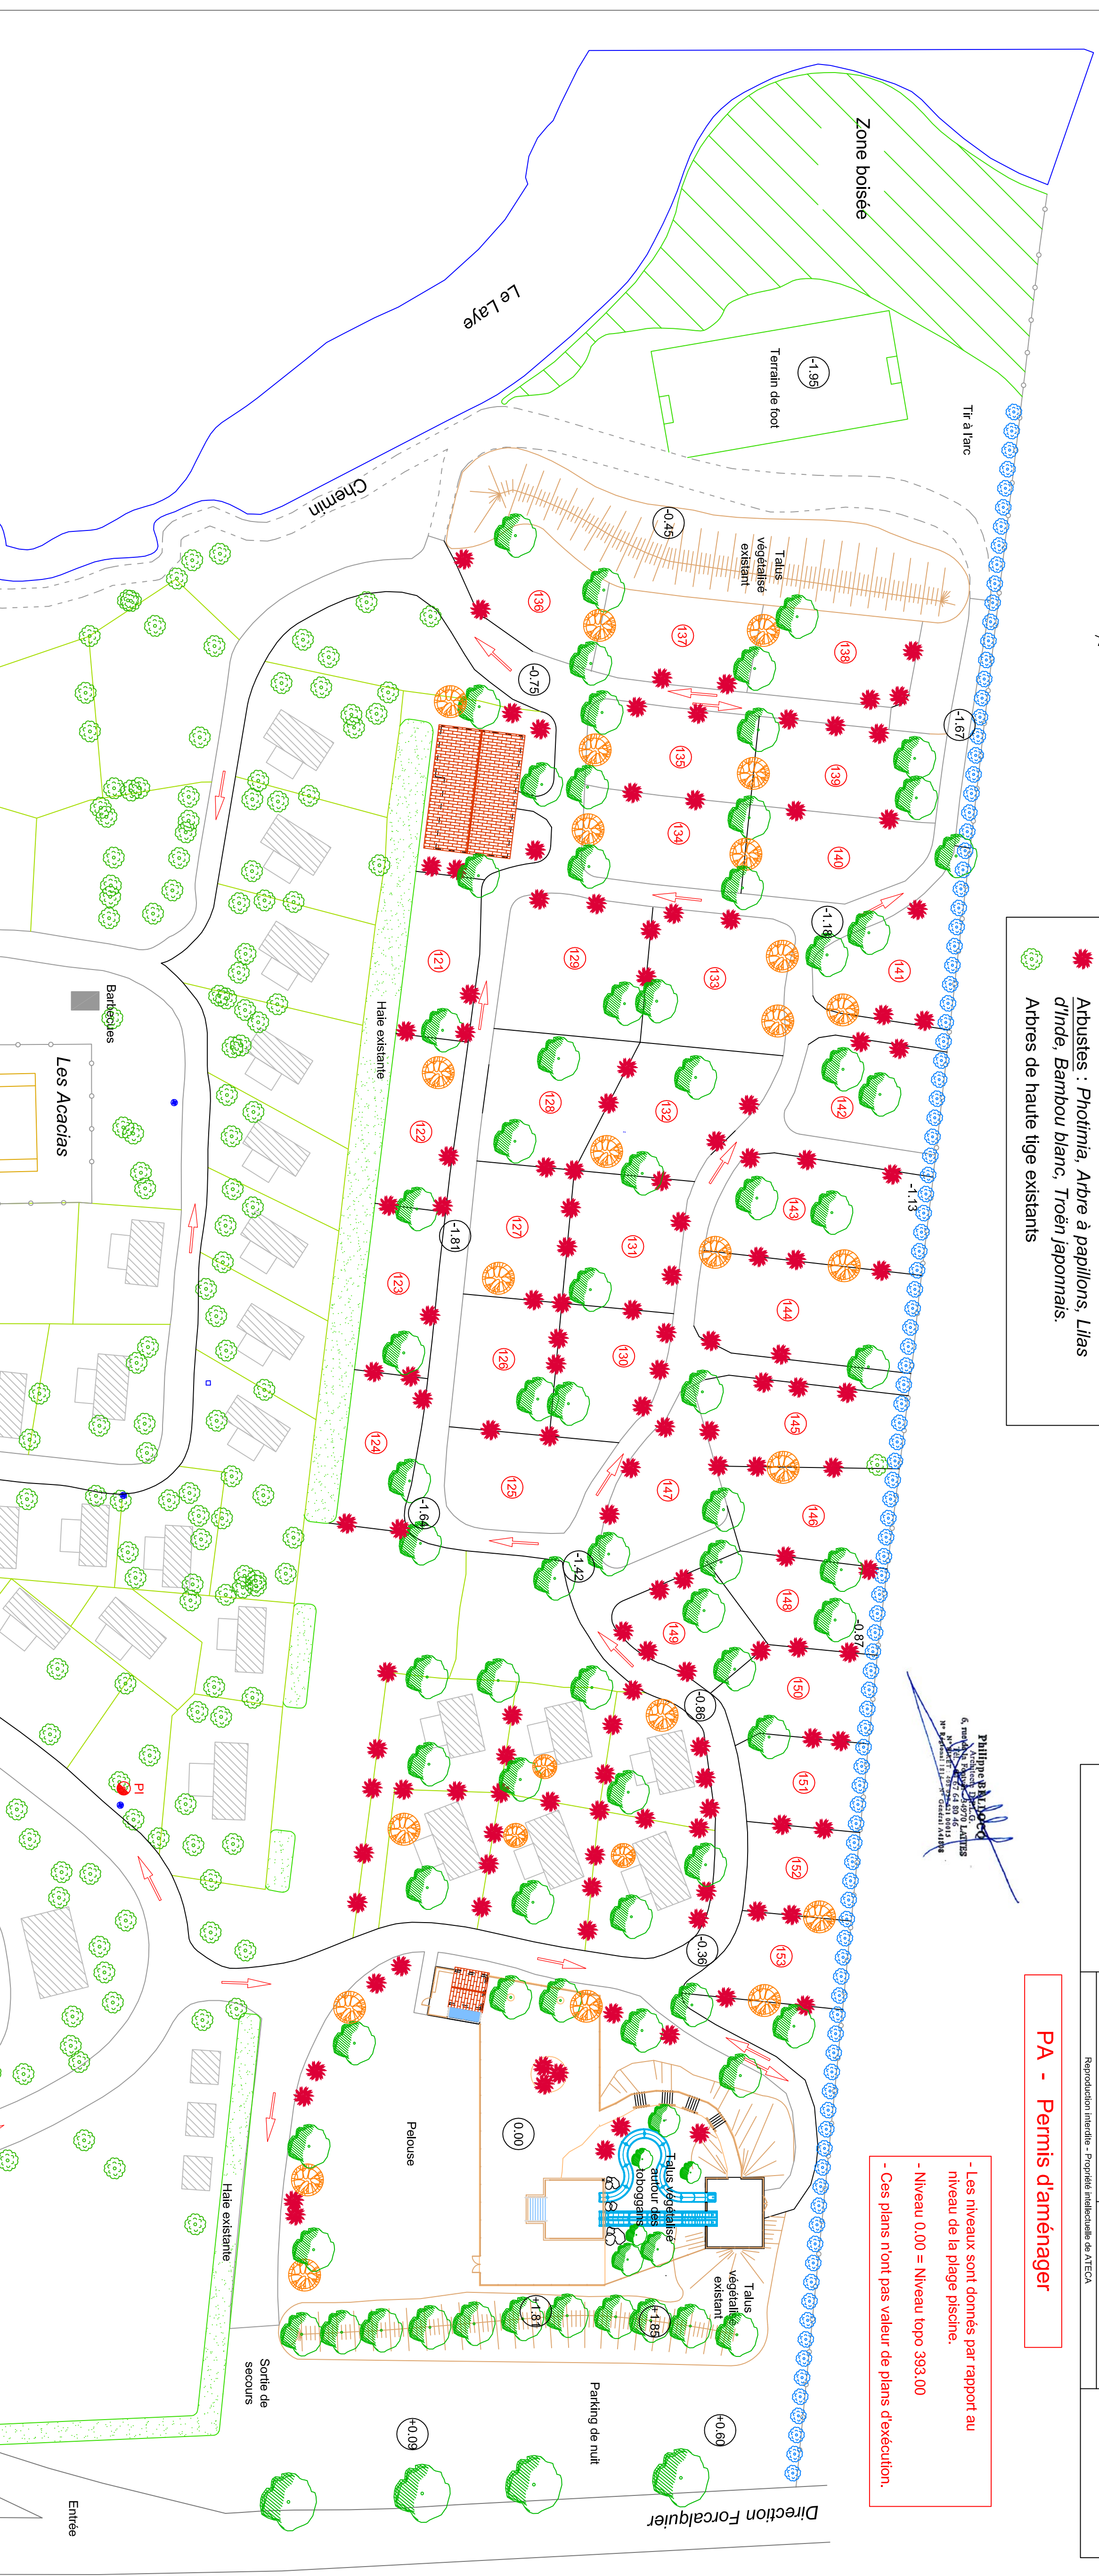 Arbustes : Photimia, Arbre à papillons, Lilas
d'Inde, Bambou blanc, Troën japonnais.
Arbres de haute tige existants
PA - Permis d'aménager
- Les niveaux sont donnés par rapport au
niveau de la plage piscine.
- Niveau 0.00 = Niveau topo 393.00
- Ces plans n'ont pas valeur de plans d'exécution.
Reproduction interdite - Propriété intellectuelle de ATECA
Zone boisée
Le Laye
Terrain de foot
-1.95
Tir à l'arc
Chemin
-0.45
Talus
végétalisé
existant
136
137
138
-0.75
-1.67
135
139
134
140
-1.18
141
121
129
133
Haie existante
Barbecues
Les Acacias
122
128
132
142
-1.13
-1.81
127
131
143
123
144
126
130
145
124
125
147
146
-1.64
-1.42
148
149
-0.87
-0.86
150
151
152
153
-0.36
PI
Pelouse
0.00
Talus végétalisé
autour des
toboggans
Talus
végétalisé
existant
+1.81
+1.85
Haie existante
Sortie de
secours
Parking de nuit
+0.09
+0.60
Entrée
Direction Forcalquier